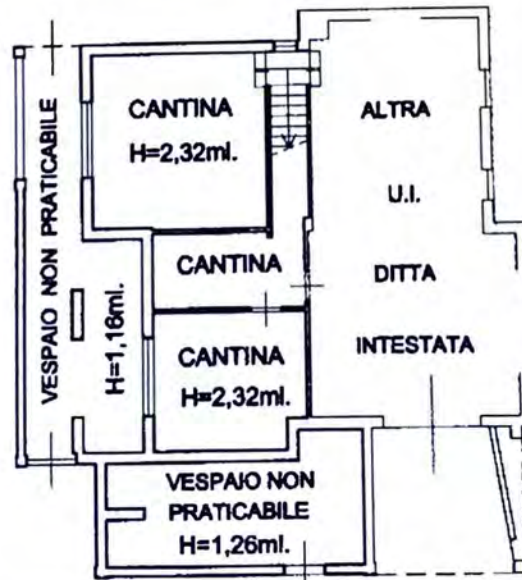 CANTINA
H=2,32ml.
ALTRA
U.I.
DITTA
INTESTATA
VESPAIO NON PRATICABILE
H=1,16ml.
CANTINA
CANTINA
H=2,32ml.
VESPAIO NON
PRATICABILE
H=1,26ml.